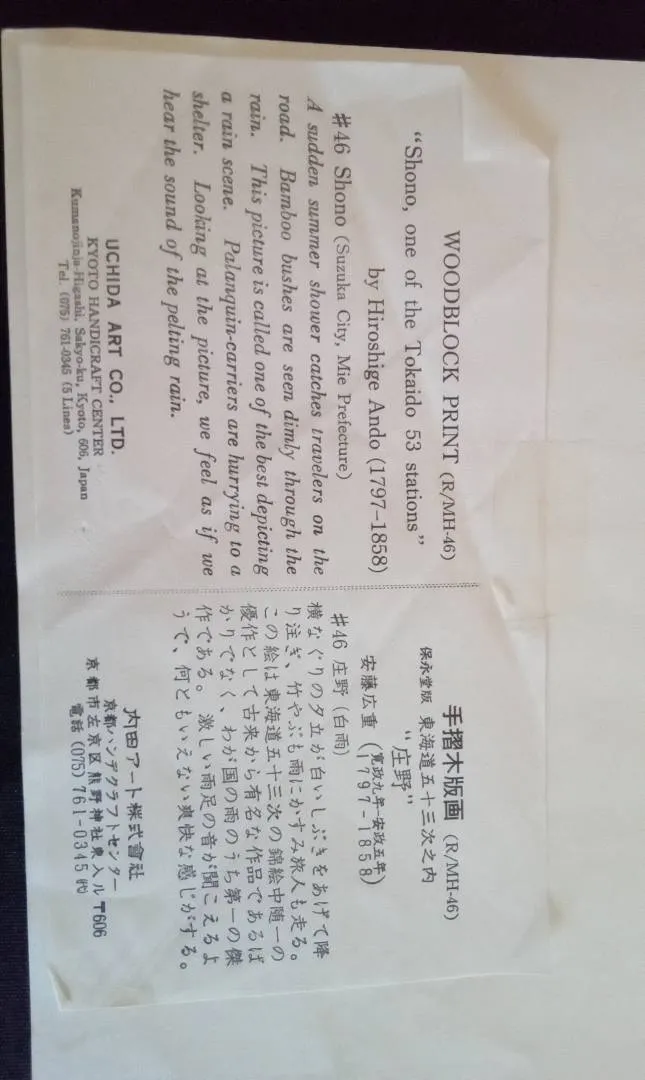 WOODBLOCK PRINT (R/MH-46)
“Shono, one of the Tokaido 53 stations”
by Hiroshige Ando (1797–1858)
#46 Shono (Suzuka City, Mie Prefecture)
A sudden summer shower catches travelers on the
road. Bamboo bushes are seen dimly through the
rain. This picture is called one of the best depicting
a rain scene. Palanquin-carriers are hurrying to a
shelter. Looking at the picture, we feel as if we
hear the sound of the pelting rain.
UCHIDA ART CO., LTD.
KYOTO HANDICRAFT CENTER
Kumanojinja-Higashi, Sakyo-ku, Kyoto, 606, Japan
Tel. (075) 761-0345 (5 Lines)
手摺木版画 (R/MH-46)
保永堂版 東海道五十三次之内
“庄野”
安藤広重 (寛政九年–安政五年 1797–1858)
#46 庄野 (白雨)
横なぐりの夕立が白いしぶきをあげて降
り注ぎ、竹やぶも雨にかすみ旅人も走る。
この絵は東海道五十三次の錦絵中随一の
優作として古来から有名な作品であるば
かりでなく、わが国の雨のうち第一の傑
作である。激しい雨足の音が聞こえるよ
うで、何ともいえない爽快な感じがする。
内田アート株式會社
京都ハンデクラフトセンター
京都市左京区熊野神社東入ル 〒606
電話 (075) 761-0345 ㈹